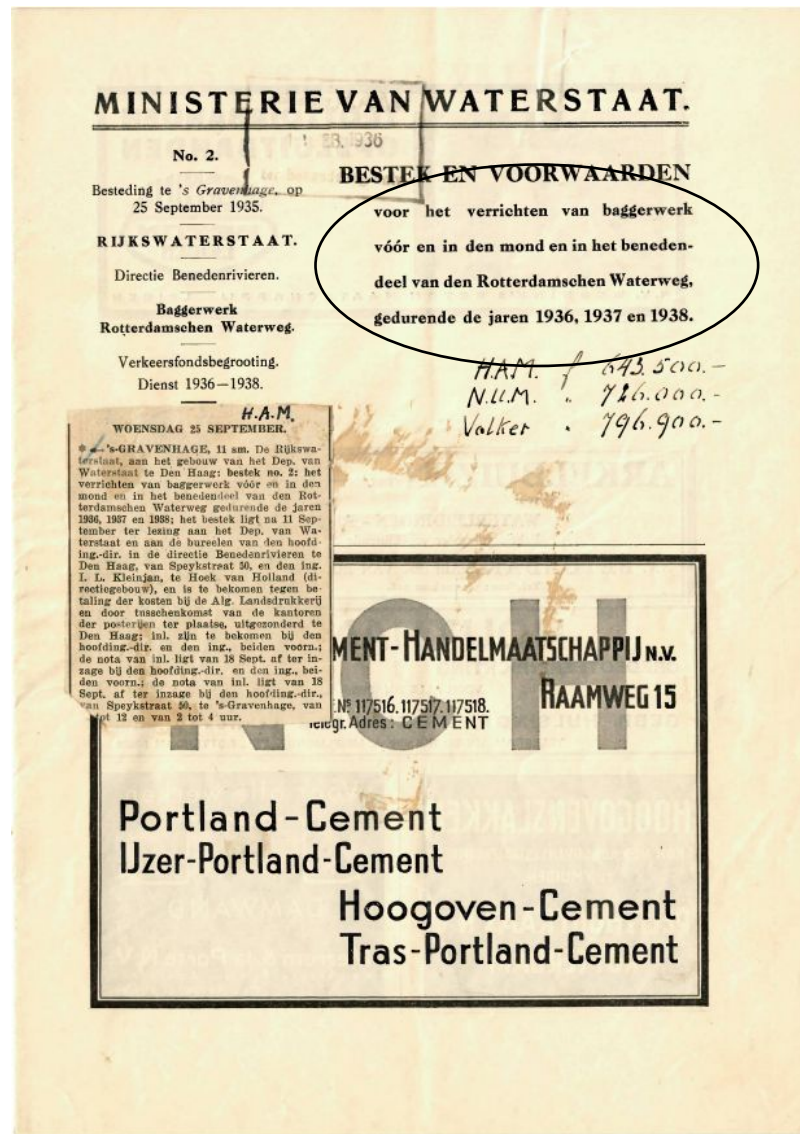 MINISTERIE VAN WATERSTAAT.
No. 2.
Besteding te 's Gravenhage, op
25 September 1935.
RIJKSWATERSTAAT.
Directie Benedenrivieren.
Baggerwerk
Rotterdamschen Waterweg.
Verkeersfondsbegrooting.
Dienst 1936—1938.
1936
BESTEK EN VOORWAARDEN
voor het verrichten van baggerwerk
vóór en in den mond en in het beneden-
deel van den Rotterdamschen Waterweg,
gedurende de jaren 1936, 1937 en 1938.
H.A.M. f 643.500.-
N.U.M. " 726.000.-
Volker " 796.900.-
H.A.M.
WOENSDAG 25 SEPTEMBER.
's-GRAVENHAGE, 11 am. De Rijkswa-
terstaat, aan het gebouw van het Dep. van
Waterstaat te Den Haag: bestek no. 2: het
verrichten van baggerwerk vóór en in den
mond en in het benedendeel van den Rot-
terdamschen Waterweg gedurende de jaren
1936, 1937 en 1938; het bestek ligt na 11 Sep-
tember ter lezing aan het Dep. van Wa-
terstaat en aan de bureelen van den hoofd-
ing.-dir. in de directie Benedenrivieren te
Den Haag, van Speykstraat 50, en den ing.
I. L. Kleinjan, te Hoek van Holland (di-
rectiegebouw), en is te bekomen tegen be-
taling der kosten bij de Alg. Landsdrukkerij
en door tusschenkomst van de kantoren
der posterijen ter plaatse, uitgezonderd te
Den Haag; inl. zijn te bekomen bij den
hoofding.-dir. en den ing., beiden voorn.;
de nota van inl. ligt van 18 Sept. af ter in-
zage bij den hoofding.-dir. en den ing., bei-
den voorn.; de nota van inl. ligt van 18
Sept. af ter inzage bij den hoofding.-dir.,
van Speykstraat 50, te 's-Gravenhage, van
tot 12 en van 2 tot 4 uur.
NCH
MENT-HANDELMAATSCHAPPIJ N.V.
Nº 117516. 117517. 117518.
RAAMWEG 15
Telegr. Adres: CEMENT
Portland-Cement
IJzer-Portland-Cement
Hoogoven-Cement
Tras-Portland-Cement